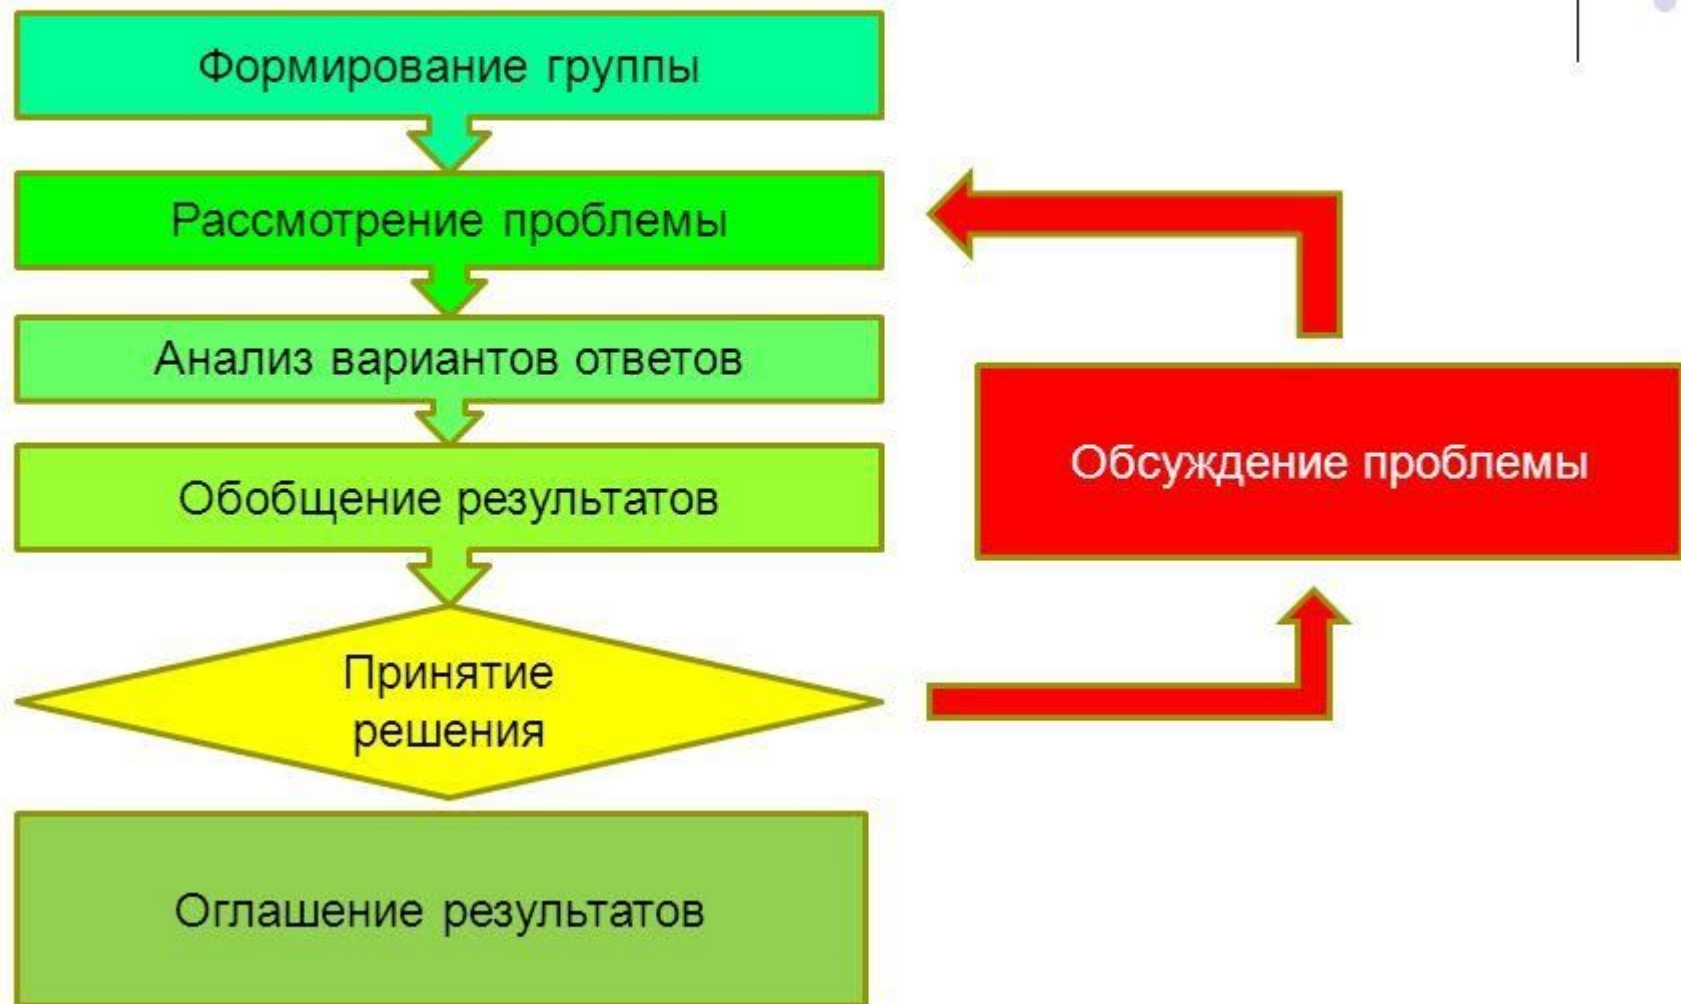 Формирование группы
Рассмотрение проблемы
Анализ вариантов ответов
Обобщение результатов
Обсуждение проблемы
Принятие
решения
Оглашение результатов